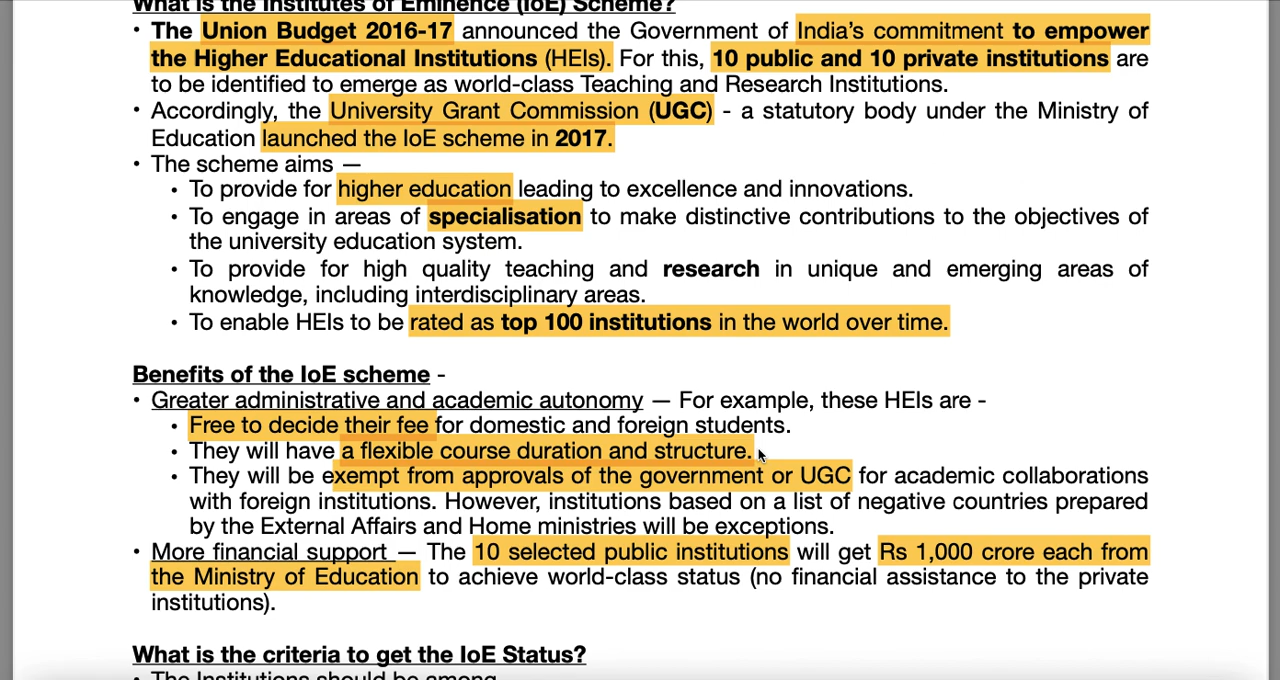 What is the Institutes of Eminence (IoE) Scheme?
• The Union Budget 2016-17 announced the Government of India’s commitment to empower
the Higher Educational Institutions (HEIs). For this, 10 public and 10 private institutions are
to be identified to emerge as world-class Teaching and Research Institutions.
• Accordingly, the University Grant Commission (UGC) - a statutory body under the Ministry of
Education launched the IoE scheme in 2017.
• The scheme aims —
• To provide for higher education leading to excellence and innovations.
• To engage in areas of specialisation to make distinctive contributions to the objectives of
the university education system.
• To provide for high quality teaching and research in unique and emerging areas of
knowledge, including interdisciplinary areas.
• To enable HEIs to be rated as top 100 institutions in the world over time.
Benefits of the IoE scheme -
• Greater administrative and academic autonomy — For example, these HEIs are -
• Free to decide their fee for domestic and foreign students.
• They will have a flexible course duration and structure.
• They will be exempt from approvals of the government or UGC for academic collaborations
with foreign institutions. However, institutions based on a list of negative countries prepared
by the External Affairs and Home ministries will be exceptions.
• More financial support — The 10 selected public institutions will get Rs 1,000 crore each from
the Ministry of Education to achieve world-class status (no financial assistance to the private
institutions).
What is the criteria to get the IoE Status?
• The Institutions should be among